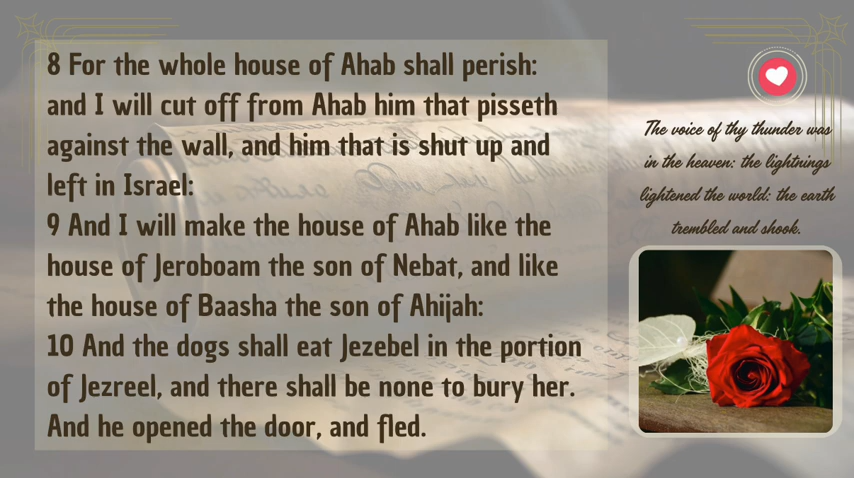 8 For the whole house of Ahab shall perish:
and I will cut off from Ahab him that pisseth
against the wall, and him that is shut up and
left in Israel:
9 And I will make the house of Ahab like the
house of Jeroboam the son of Nebat, and like
the house of Baasha the son of Ahijah:
10 And the dogs shall eat Jezebel in the portion
of Jezreel, and there shall be none to bury her.
And he opened the door, and fled.
The voice of thy thunder was
in the heaven: the lightnings
lightened the world: the earth
trembled and shook.